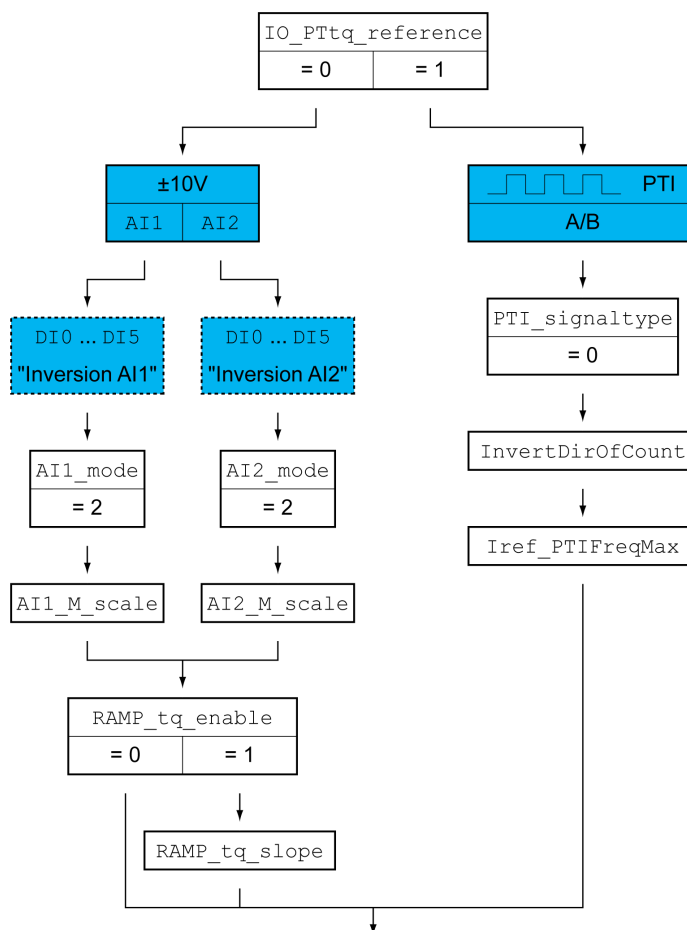 IO_PTtq_reference
= 0 = 1
±10V
AI1 AI2
PTI
A/B
DI0 ... DI5
"Inversion AI1"
DI0 ... DI5
"Inversion AI2"
PTI_signaltype
= 0
AI1_mode
= 2
AI2_mode
= 2
InvertDirOfCount
Iref_PTIFreqMax
AI1_M_scale
AI2_M_scale
RAMP_tq_enable
= 0 = 1
RAMP_tq_slope